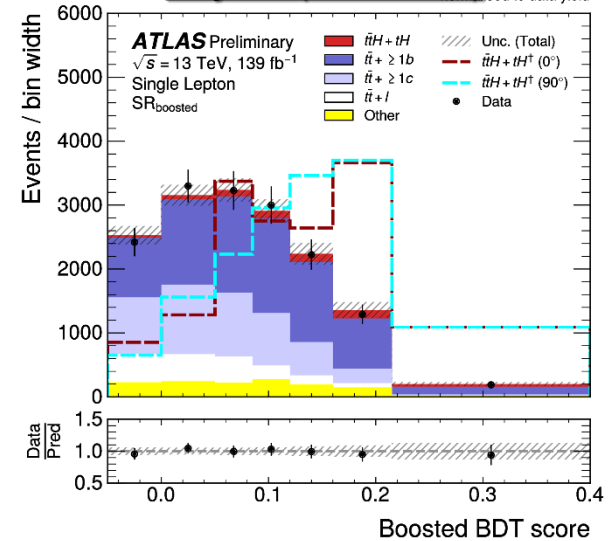 ATLAS Preliminary
√s = 13 TeV, 139 fb⁻¹
Single Lepton
SR_boosted
tt̄H + tH
tt̄ + ≥1b
tt̄ + ≥1c
tt̄ + l
Other
Unc. (Total)
tt̄H + tH† (0°)
tt̄H + tH† (90°)
Data
Events / bin width
6000
5000
4000
3000
2000
1000
0
Data
Pred
1.5
1.0
0.5
0.0
0.1
0.2
0.3
0.4
Boosted BDT score